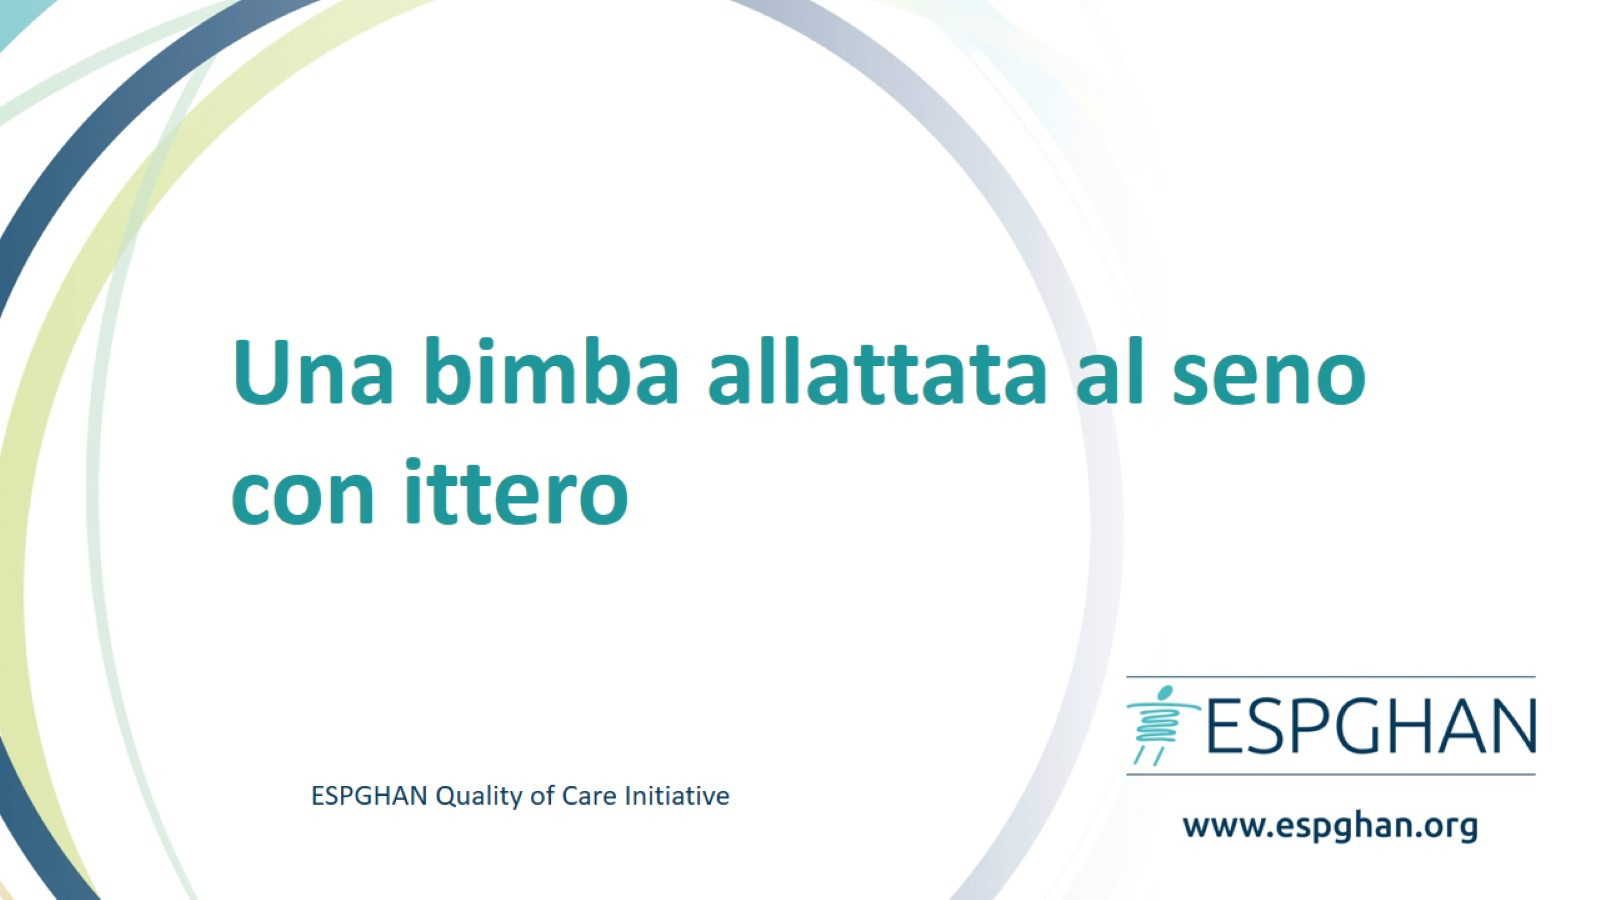 Una bimba allattata al seno
con ittero
ESPGHAN
ESPGHAN Quality of Care Initiative
www.espghan.org